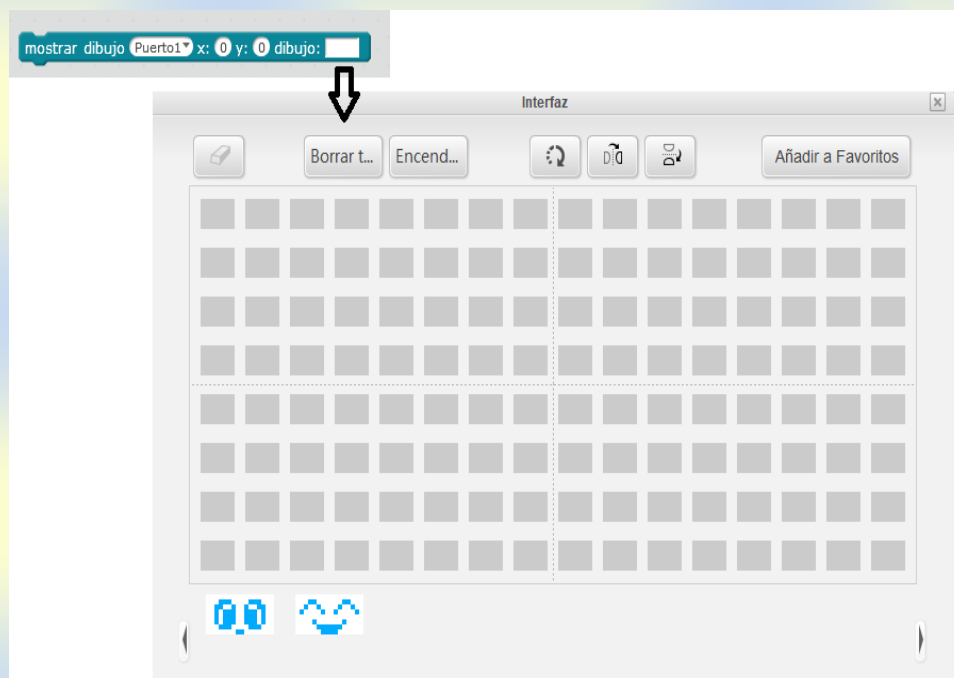 mostrar dibujo Puerto1 x: 0 y: 0 dibujo:
Interfaz
Borrar t... Encend... Añadir a Favoritos